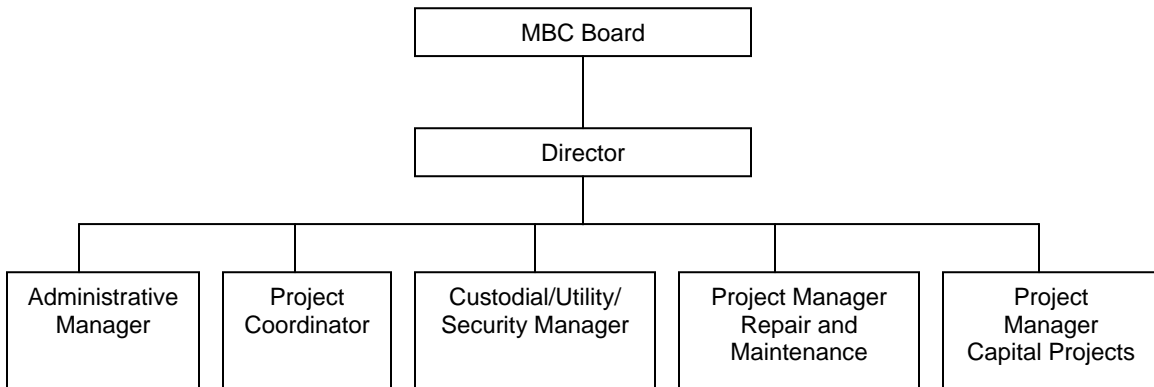 MBC Board
Director
Administrative
Manager
Project
Coordinator
Custodial/Utility/
Security Manager
Project Manager
Repair and
Maintenance
Project
Manager
Capital Projects